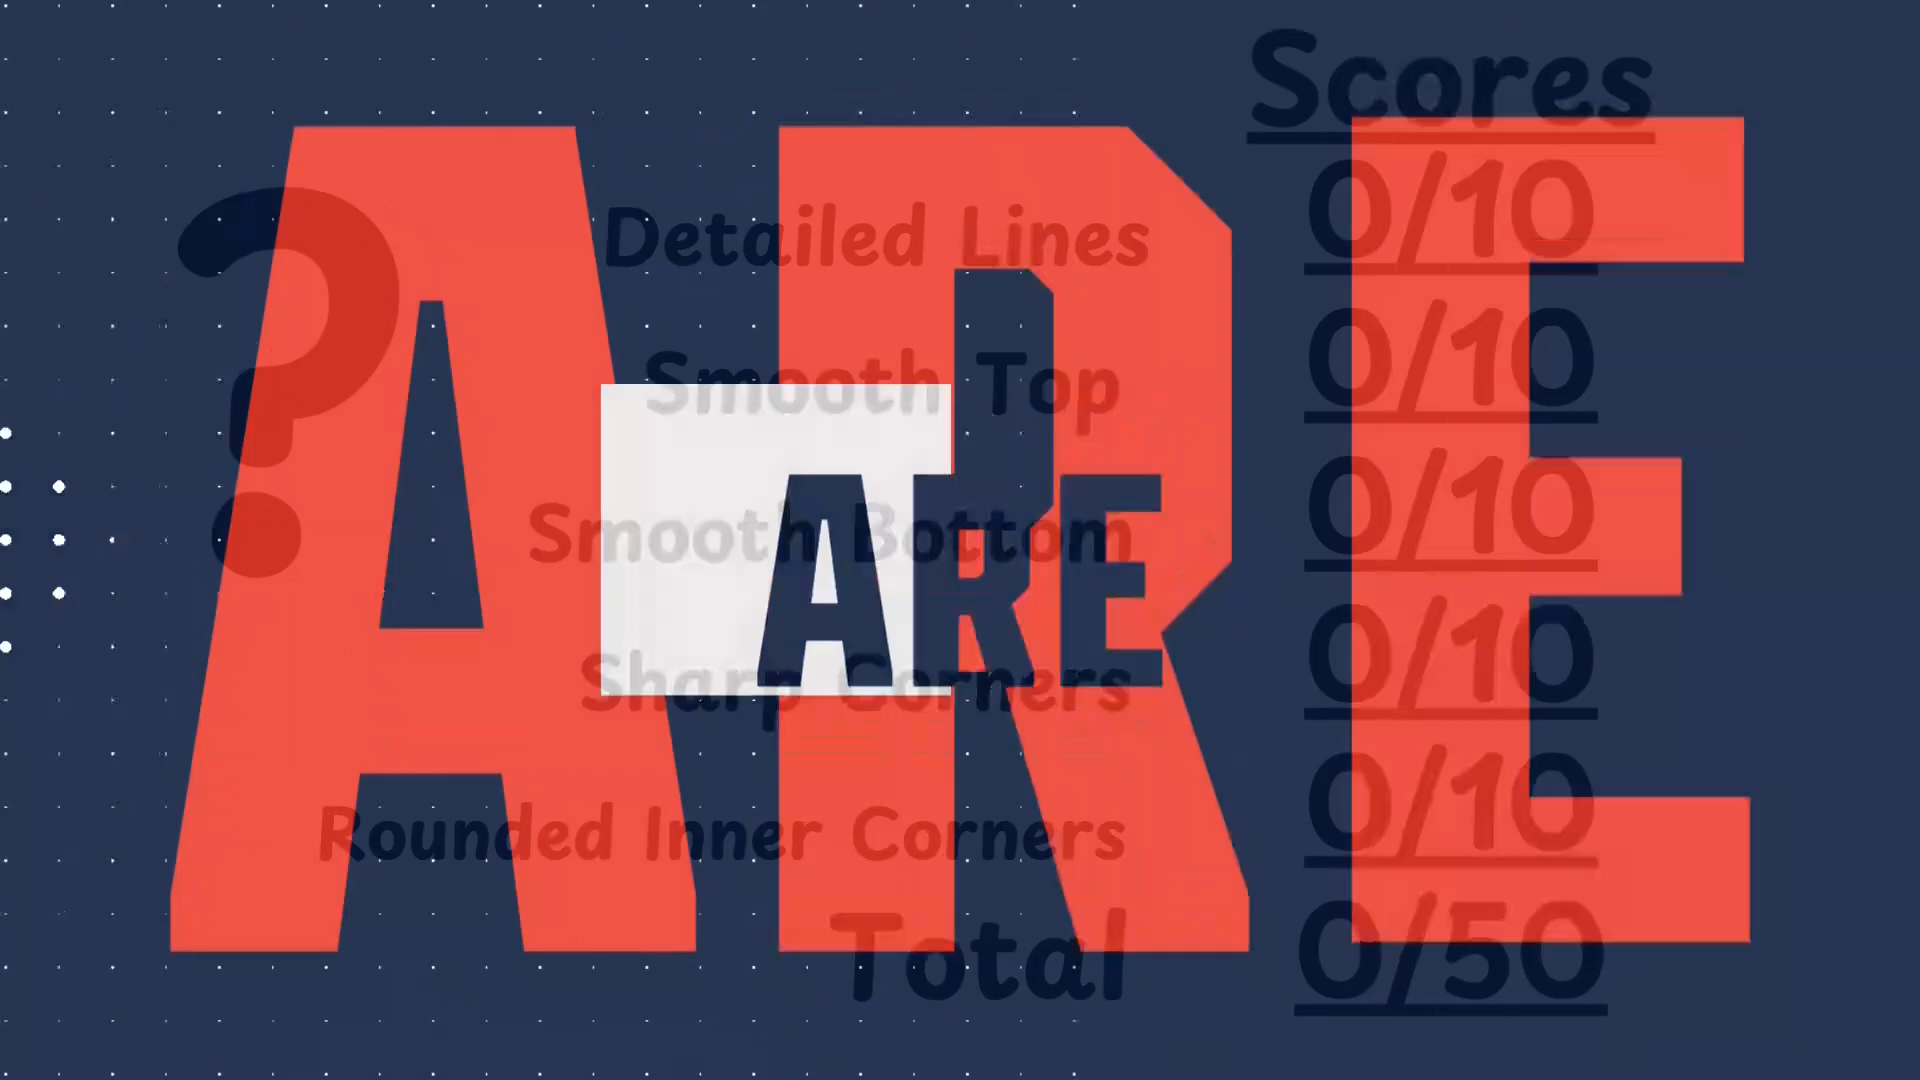 Scores
ARE
?
Detailed Lines 0/10
Smooth Top 0/10
Smooth Bottom 0/10
ARE
Sharp Corners 0/10
Rounded Inner Corners 0/10
Total 0/50